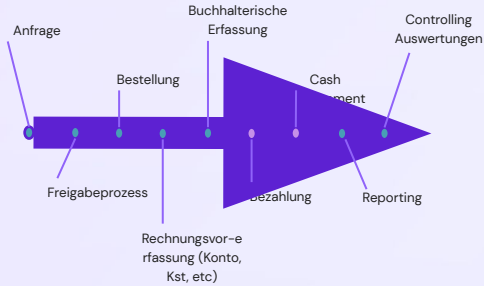 Anfrage
Freigabeprozess
Bestellung
Rechnungsvor-e
rfassung (Konto,
Kst, etc)
Buchhalterische
Erfassung
Bezahlung
Cash
Reporting
Controlling
Auswertungen